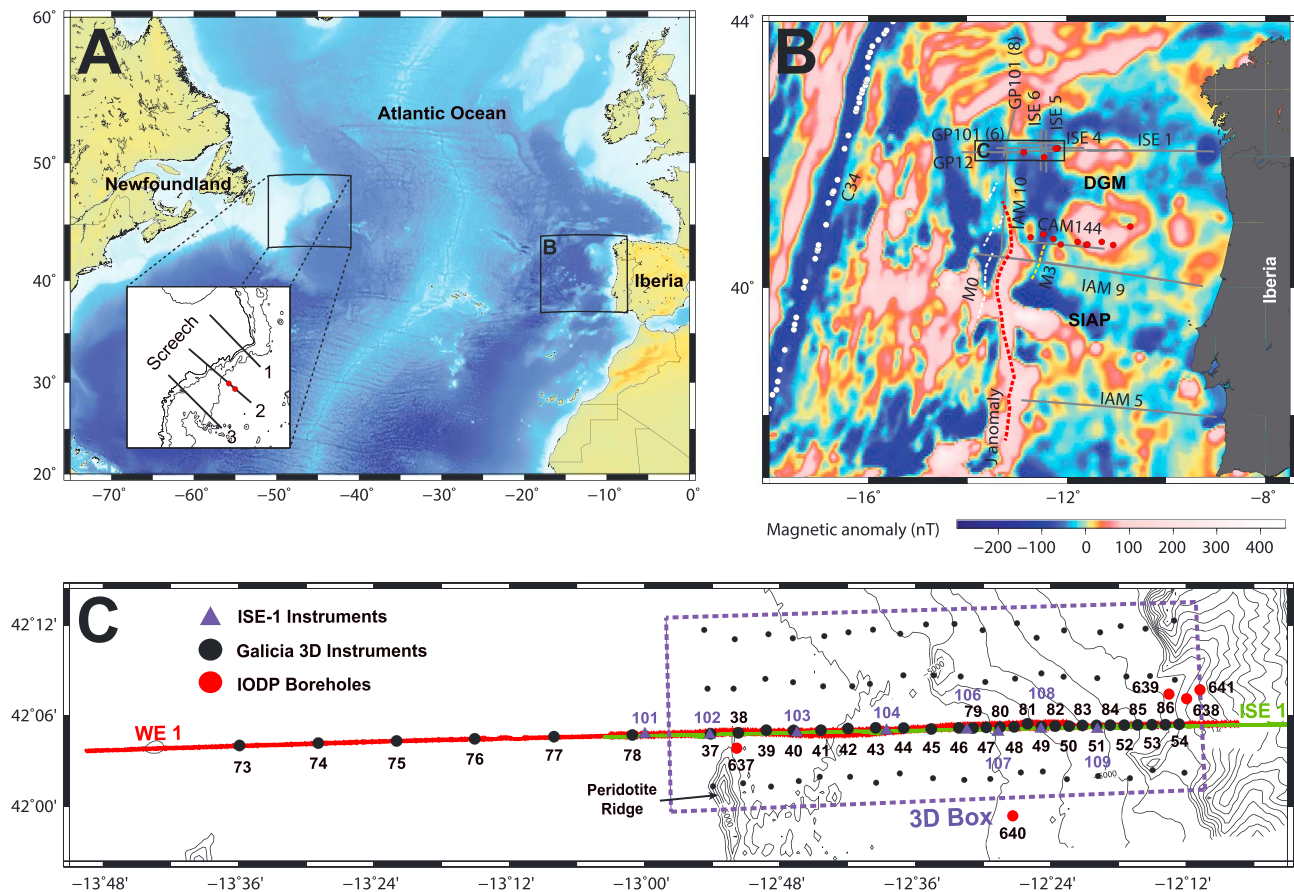 A
60°
50°
40°
30°
20°
Atlantic Ocean
Newfoundland
B
Iberia
Screech
1
2
3
−70° −60° −50° −40° −30° −20° −10° 0°
B
44°
40°
GP101 (8)
ISE 6
ISE 5
GP101 (6)
ISE 4
ISE 1
C
GP12
C34
DGM
IAM 10
CAM144
M0
M3
IAM 9
SIAP
Iberia
IAM 5
J anomaly
−16° −12° −8°
Magnetic anomaly (nT)
−200 −100 0 100 200 300 400
C
42°12'
42°06'
42°00'
ISE-1 Instruments
Galicia 3D Instruments
IODP Boreholes
5000
639 641
106 108
101 102 103 104
38 79 80 81 82 83 84 85 86 638
WE 1
ISE 1
73 74 75 76 77 78 37 39 40 41 42 43 44 45 46 47 48 49 50 51 52 53 54
637
107 109
5000
Peridotite
Ridge
5000
3D Box
640
−13°48' −13°36' −13°24' −13°12' −13°00' −12°48' −12°36' −12°24' −12°12'